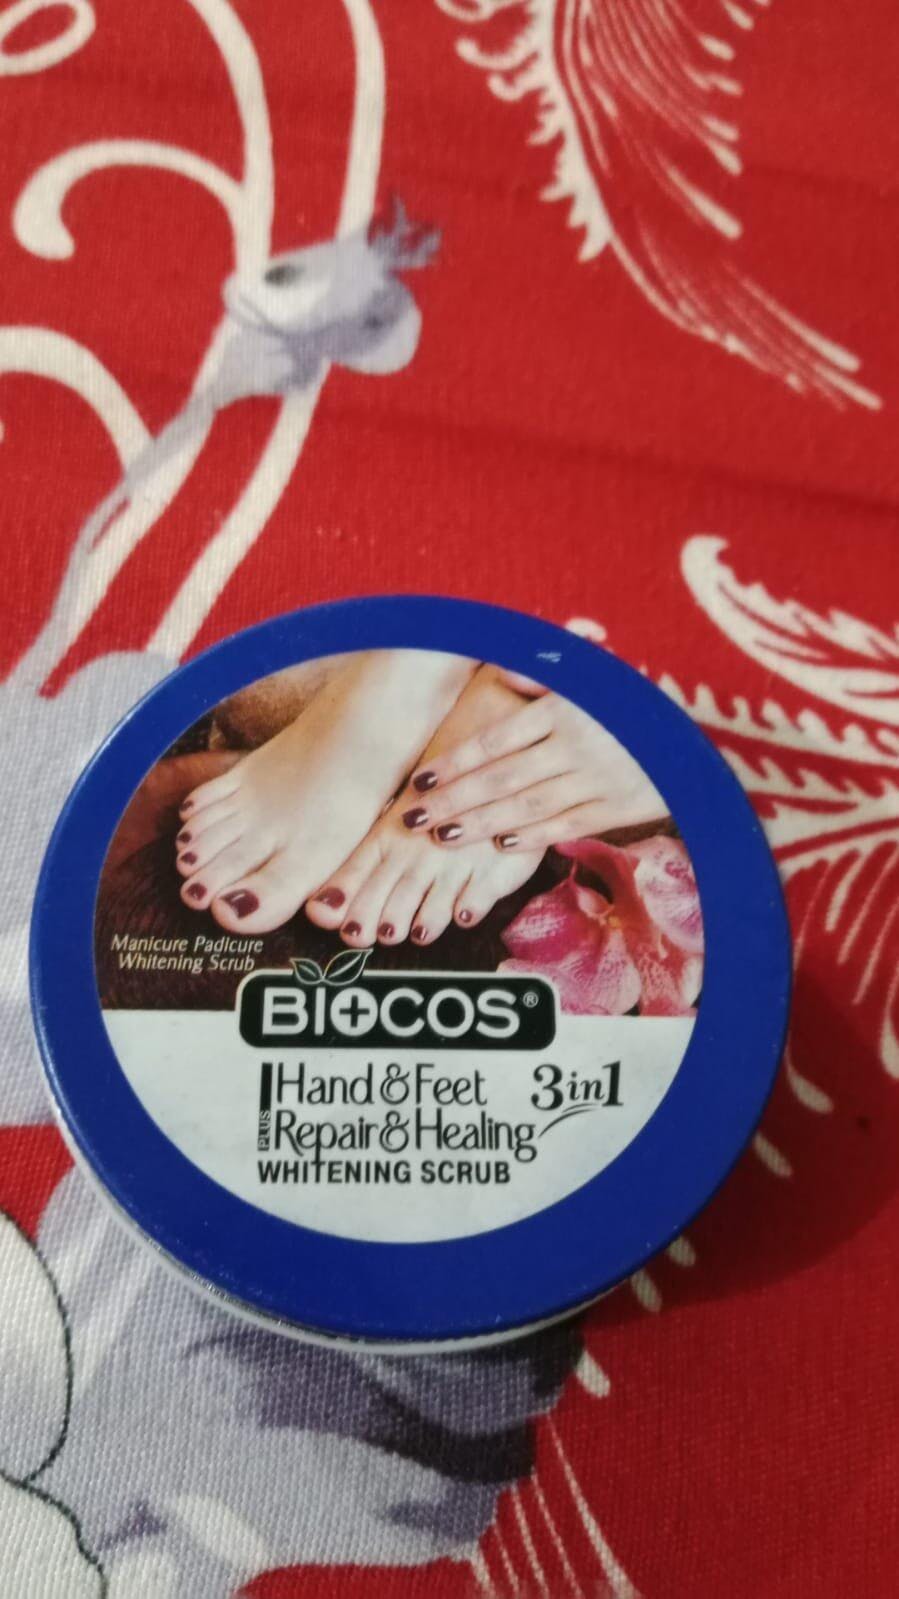 Manicure Padicure
Whitening Scrub
BIOCOS®
Hand & Feet
3in1
PLUS
Repair & Healing
WHITENING SCRUB